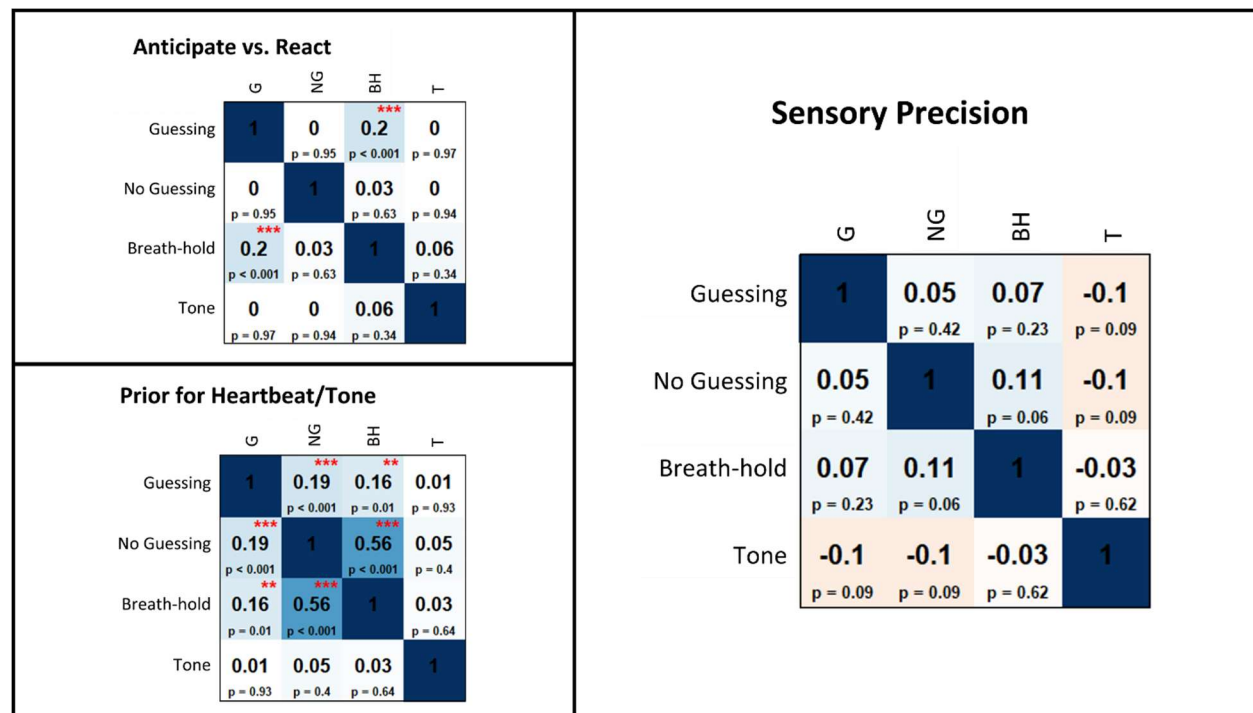 Anticipate vs. React
G NG BH T
*** 
Guessing 1 0 0.2 0
p = 0.95 p < 0.001 p = 0.97
No Guessing 0 1 0.03 0
p = 0.95 p = 0.63 p = 0.94
***
Breath-hold 0.2 0.03 1 0.06
p < 0.001 p = 0.63 p = 0.34
Tone 0 0 0.06 1
p = 0.97 p = 0.94 p = 0.34
Prior for Heartbeat/Tone
G NG BH T
*** **
Guessing 1 0.19 0.16 0.01
p < 0.001 p = 0.01 p = 0.93
*** ***
No Guessing 0.19 1 0.56 0.05
p < 0.001 p < 0.001 p = 0.4
** ***
Breath-hold 0.16 0.56 1 0.03
p = 0.01 p < 0.001 p = 0.64
Tone 0.01 0.05 0.03 1
p = 0.93 p = 0.4 p = 0.64
Sensory Precision
G NG BH T
Guessing 1 0.05 0.07 -0.1
p = 0.42 p = 0.23 p = 0.09
No Guessing 0.05 1 0.11 -0.1
p = 0.42 p = 0.06 p = 0.09
Breath-hold 0.07 0.11 1 -0.03
p = 0.23 p = 0.06 p = 0.62
Tone -0.1 -0.1 -0.03 1
p = 0.09 p = 0.09 p = 0.62